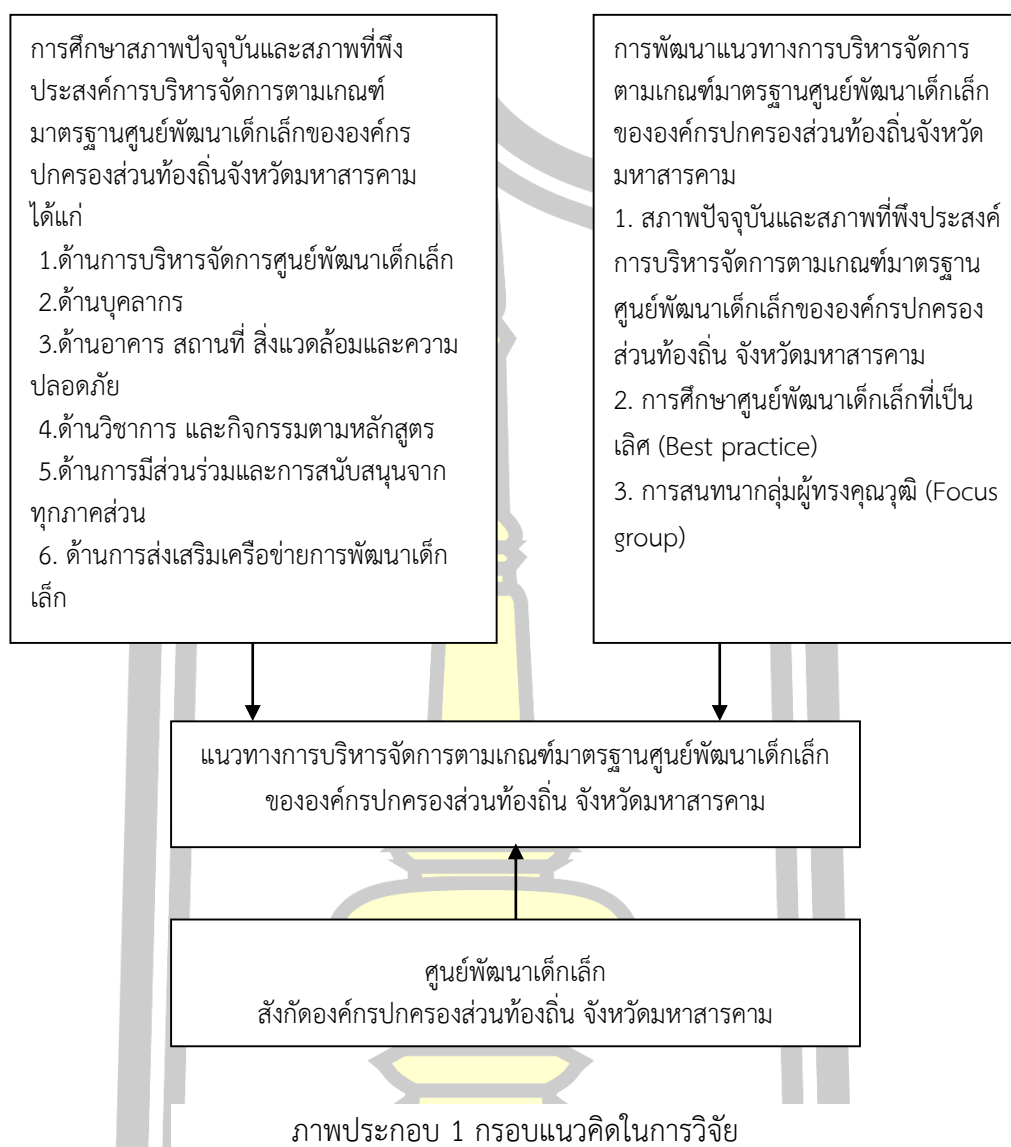 การศึกษาสภาพปัจจุบันและสภาพที่พึง
ประสงค์การบริหารจัดการตามเกณฑ์
มาตรฐานศูนย์พัฒนาเด็กเล็กขององค์กร
ปกครองส่วนท้องถิ่นจังหวัดมหาสารคาม
ได้แก่
1.ด้านการบริหารจัดการศูนย์พัฒนาเด็กเล็ก
2.ด้านบุคลากร
3.ด้านอาคาร สถานที่ สิ่งแวดล้อมและความ
ปลอดภัย
4.ด้านวิชาการ และกิจกรรมตามหลักสูตร
5.ด้านการมีส่วนร่วมและการสนับสนุนจาก
ทุกภาคส่วน
6. ด้านการส่งเสริมเครือข่ายการพัฒนาเด็ก
เล็ก
การพัฒนาแนวทางการบริหารจัดการ
ตามเกณฑ์มาตรฐานศูนย์พัฒนาเด็กเล็ก
ขององค์กรปกครองส่วนท้องถิ่นจังหวัด
มหาสารคาม
1. สภาพปัจจุบันและสภาพที่พึงประสงค์
การบริหารจัดการตามเกณฑ์มาตรฐาน
ศูนย์พัฒนาเด็กเล็กขององค์กรปกครอง
ส่วนท้องถิ่น จังหวัดมหาสารคาม
2. การศึกษาศูนย์พัฒนาเด็กเล็กที่เป็น
เลิศ (Best practice)
3. การสนทนากลุ่มผู้ทรงคุณวุฒิ (Focus
group)
แนวทางการบริหารจัดการตามเกณฑ์มาตรฐานศูนย์พัฒนาเด็กเล็ก
ขององค์กรปกครองส่วนท้องถิ่น จังหวัดมหาสารคาม
ศูนย์พัฒนาเด็กเล็ก
สังกัดองค์กรปกครองส่วนท้องถิ่น จังหวัดมหาสารคาม
ภาพประกอบ 1 กรอบแนวคิดในการวิจัย